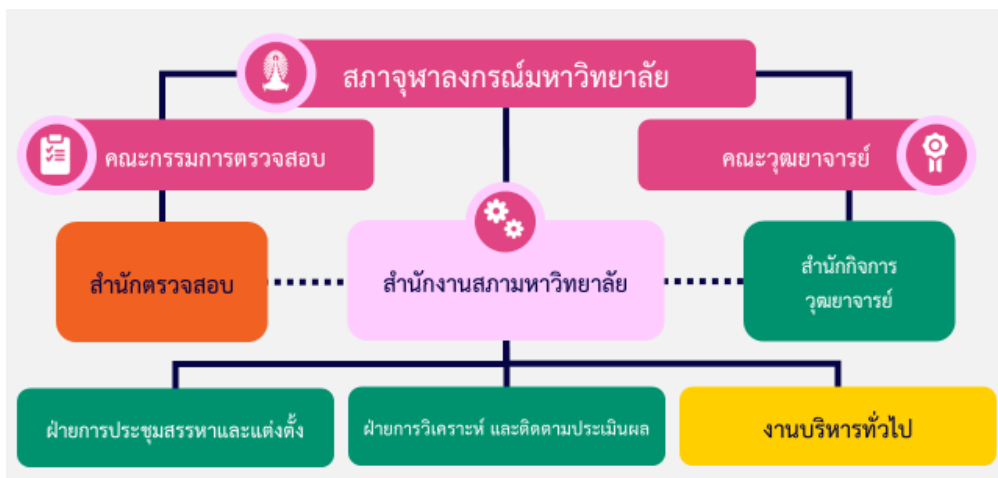 สภาจุฬาลงกรณ์มหาวิทยาลัย
คณะกรรมการตรวจสอบ
คณะวุฒยาจารย์
สำนักตรวจสอบ
สำนักงานสภามหาวิทยาลัย
สำนักกิจการ
วุฒยาจารย์
ฝ่ายการประชุมสรรหาและแต่งตั้ง
ฝ่ายการวิเคราะห์ และติดตามประเมินผล
งานบริหารทั่วไป